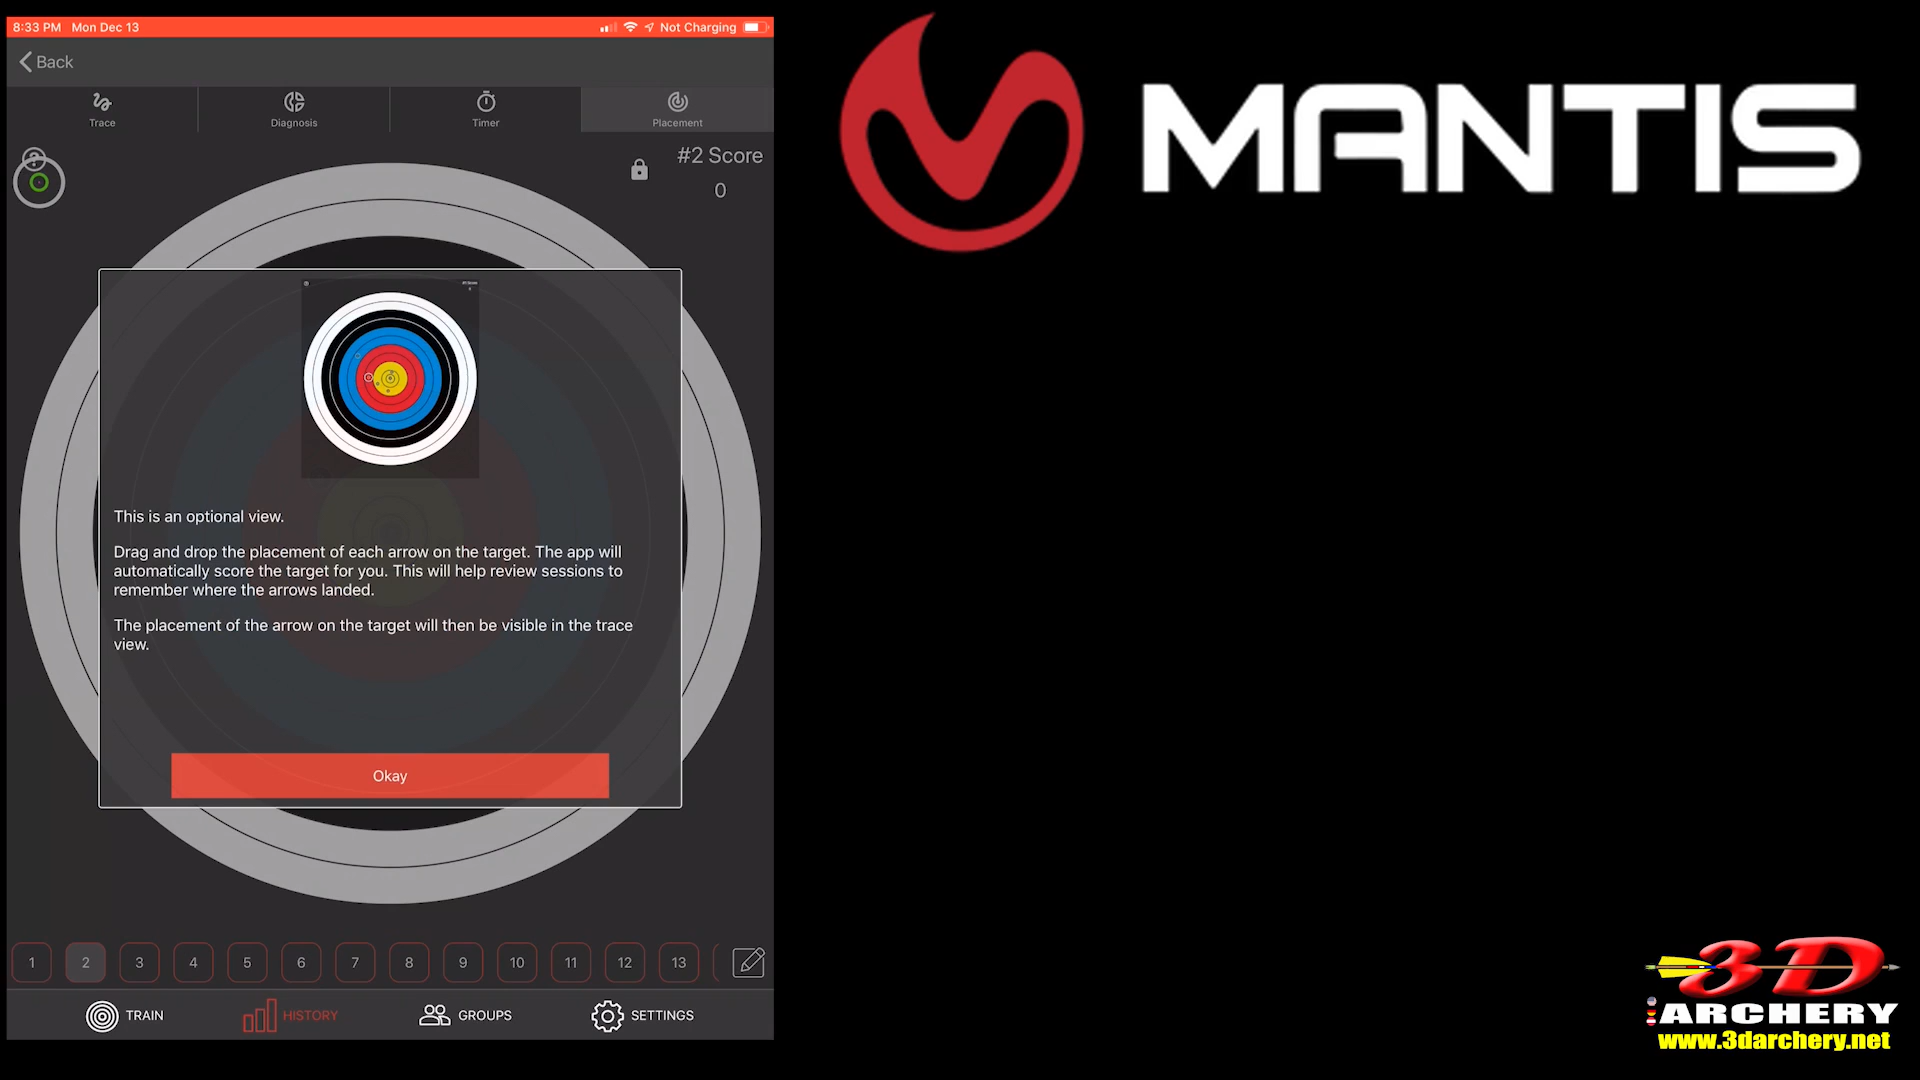 8:33 PM Mon Dec 13
Not Charging
Back
Trace
Diagnosis
Timer
Placement
#2 Score
0
This is an optional view.
Drag and drop the placement of each arrow on the target. The app will
automatically score the target for you. This will help review sessions to
remember where the arrows landed.
The placement of the arrow on the target will then be visible in the trace
view.
Okay
1 2 3 4 5 6 7 8 9 10 11 12 13
TRAIN
HISTORY
GROUPS
SETTINGS
MANTIS
3D
ARCHERY
www.3darchery.net